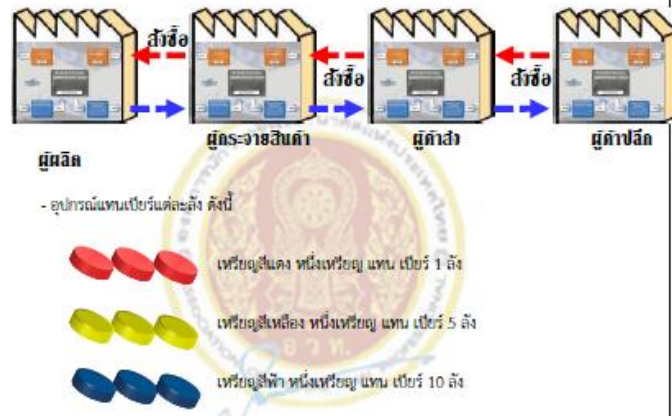 สั่งซื้อ
สั่งซื้อ
สั่งซื้อ
ผู้ผลิต
ผู้กระจายสินค้า
ผู้ค้าส่ง
ผู้ค้าปลีก
- อุปกรณ์แทนเบียร์แต่ละลัง ดังนี้
เหรียญสีแดง หนึ่งเหรียญ แทน เบียร์ 1 ลัง
เหรียญสีเหลือง หนึ่งเหรียญ แทน เบียร์ 5 ลัง
อ ว ท.
เหรียญสีฟ้า หนึ่งเหรียญ แทน เบียร์ 10 ลัง